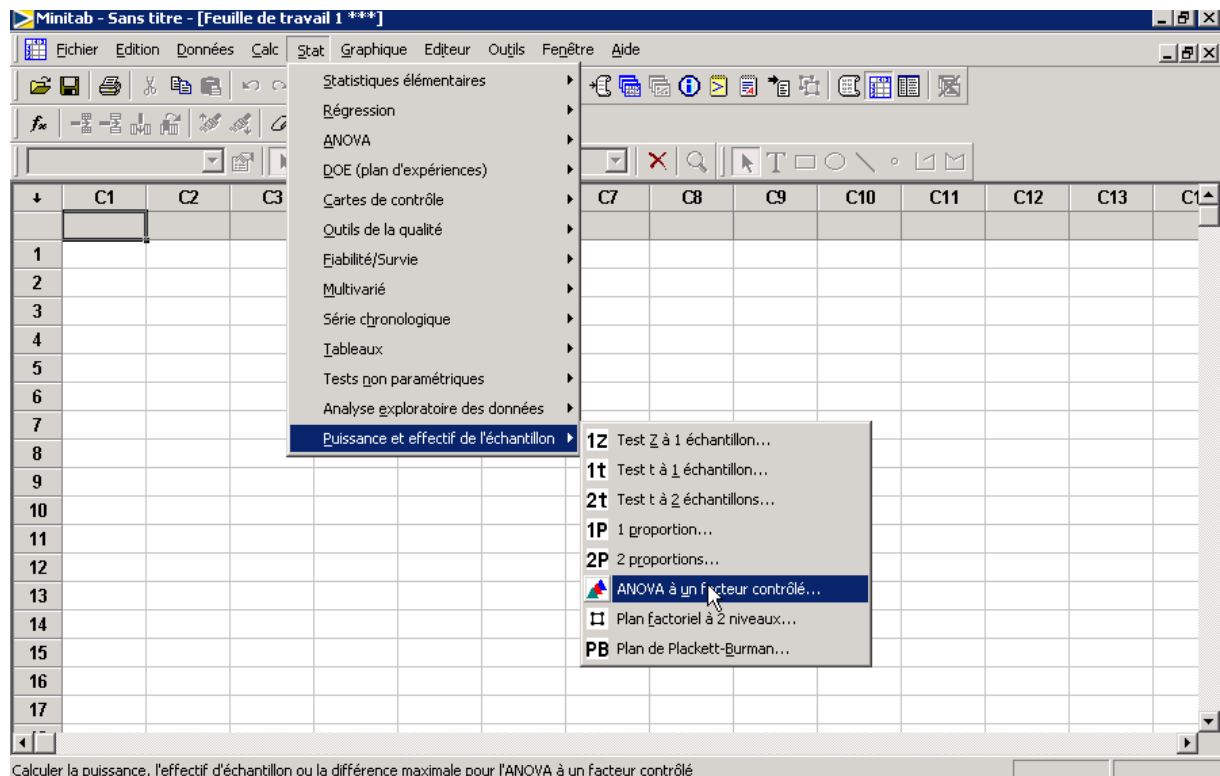 Minitab - Sans titre - [Feuille de travail 1 ***]
Fichier Edition Données Calc Stat Graphique Editeur Outils Fenêtre Aide
Statistiques élémentaires
Régression
ANOVA
DOE (plan d'expériences)
Cartes de contrôle
Outils de la qualité
Fiabilité/Survie
Multivarié
Série chronologique
Tableaux
Tests non paramétriques
Analyse exploratoire des données
Puissance et effectif de l'échantillon
1Z Test Z à 1 échantillon...
1t Test t à 1 échantillon...
2t Test t à 2 échantillons...
1P 1 proportion...
2P 2 proportions...
ANOVA à un facteur contrôlé...
Plan factoriel à 2 niveaux...
PB Plan de Plackett-Burman...
C1 C2 C3 C7 C8 C9 C10 C11 C12 C13
1
2
3
4
5
6
7
8
9
10
11
12
13
14
15
16
17
Calculer la puissance, l'effectif d'échantillon ou la différence maximale pour l'ANOVA à un facteur contrôlé